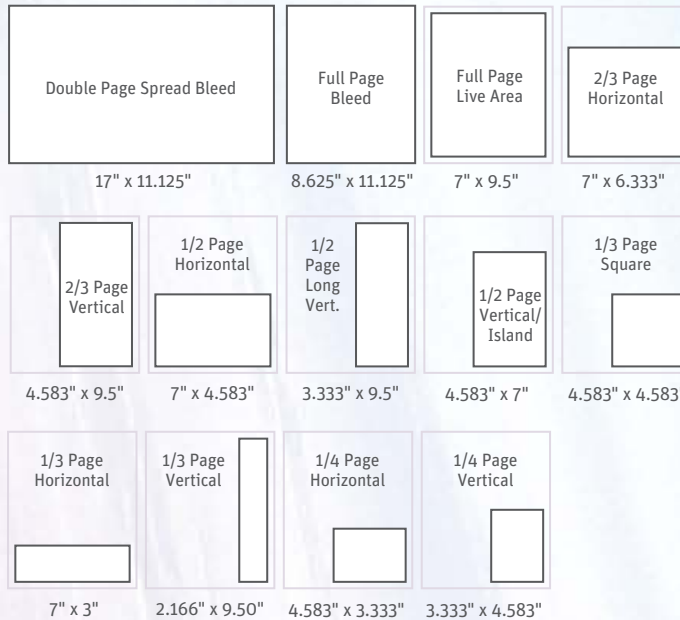 Double Page Spread Bleed
Full Page
Bleed
Full Page
Live Area
2/3 Page
Horizontal
17" x 11.125"
8.625" x 11.125"
7" x 9.5"
7" x 6.333"
2/3 Page
Vertical
1/2 Page
Horizontal
1/2
Page
Long
Vert.
1/2 Page
Vertical/
Island
1/3 Page
Square
4.583" x 9.5"
7" x 4.583"
3.333" x 9.5"
4.583" x 7"
4.583" x 4.583"
1/3 Page
Horizontal
1/3 Page
Vertical
1/4 Page
Horizontal
1/4 Page
Vertical
7" x 3"
2.166" x 9.50"
4.583" x 3.333"
3.333" x 4.583"